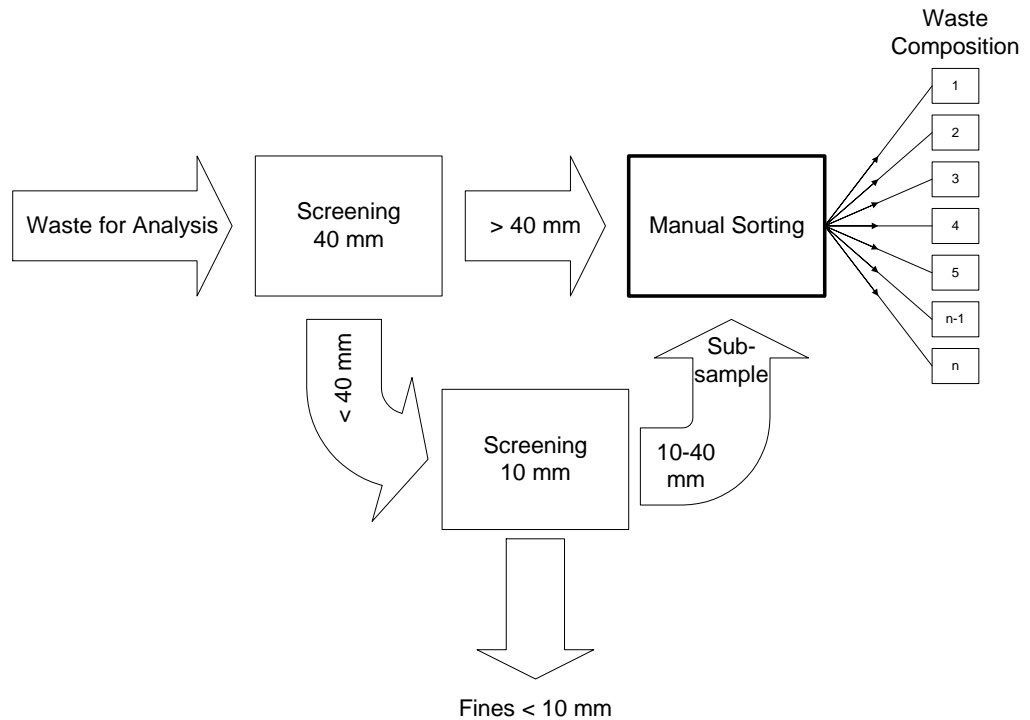 Waste
Composition
1
2
3
4
5
n-1
n
Waste for Analysis
Screening
40 mm
> 40 mm
Manual Sorting
< 40 mm
Screening
10 mm
10-40
mm
Sub-
sample
Fines < 10 mm